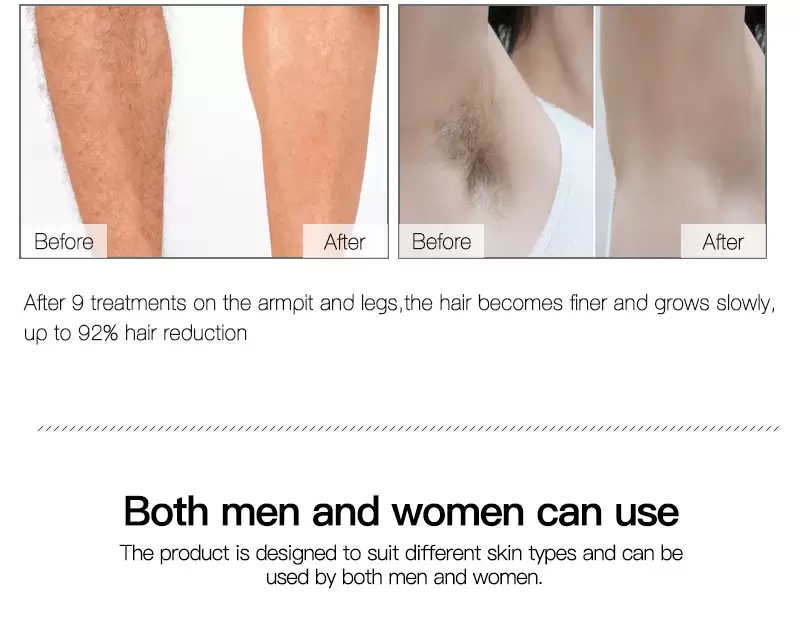 Before
After
Before
After
After 9 treatments on the armpit and legs,the hair becomes finer and grows slowly,
up to 92% hair reduction
Both men and women can use
The product is designed to suit different skin types and can be
used by both men and women.